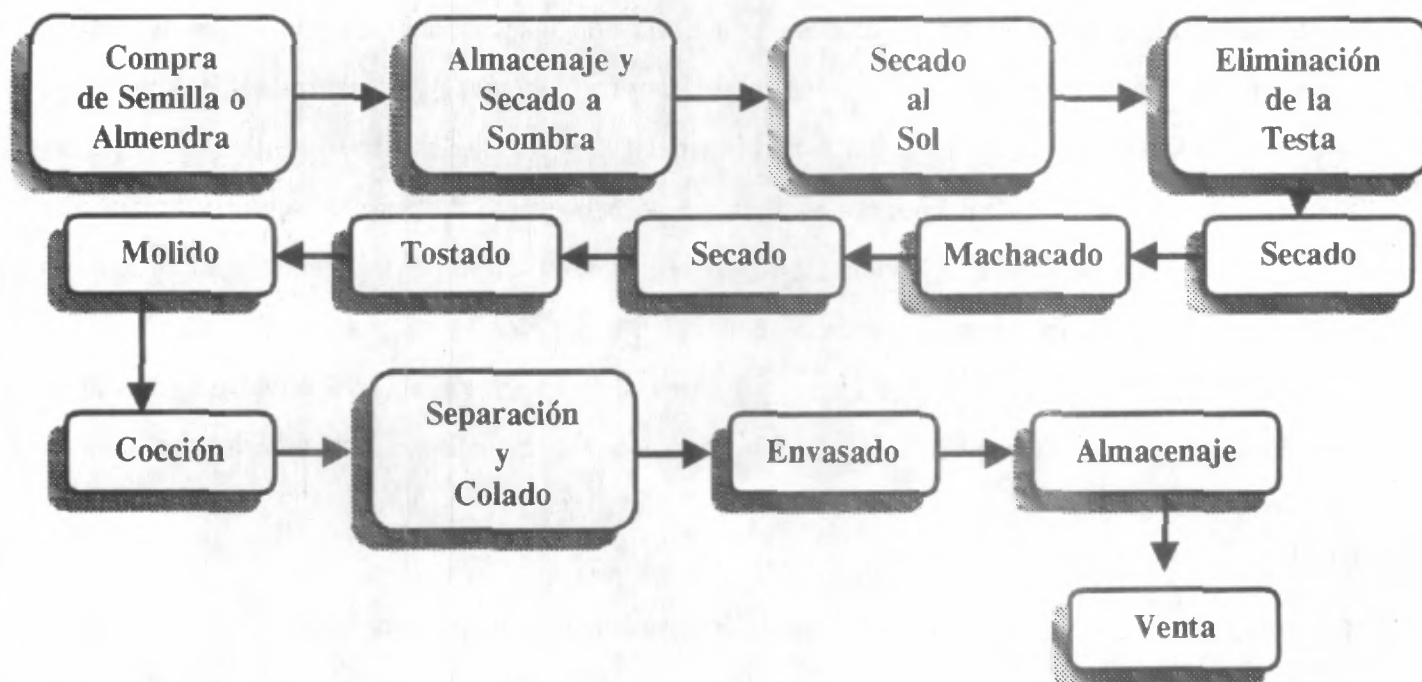 Compra
de Semilla o
Almendra
Almacenaje y
Secado a
Sombra
Secado
al
Sol
Eliminación
de la
Testa
Secado
Machacado
Secado
Tostado
Molido
Cocción
Separación
y
Colado
Envasado
Almacenaje
Venta